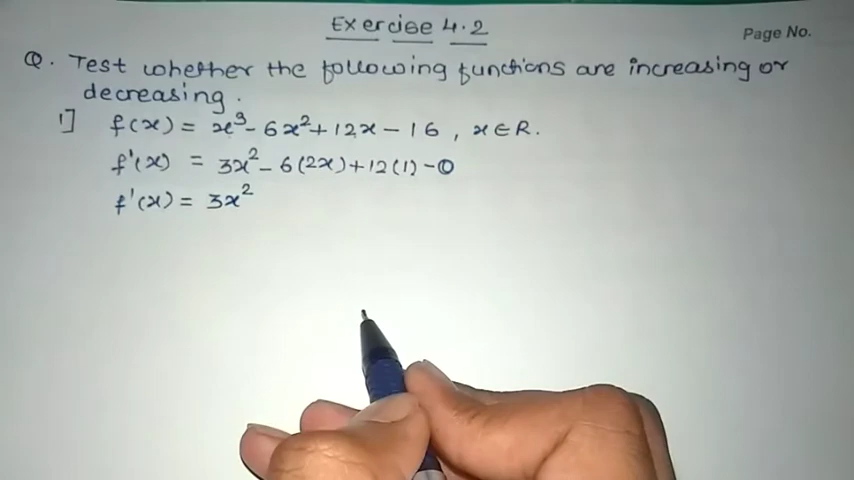 Exercise 4.2
Page No.
Q. Test whether the following functions are increasing or
decreasing.
1] f(x) = x³ - 6x² + 12x - 16 , x ∈ R.
f'(x) = 3x² - 6(2x) + 12(1) - 0
f'(x) = 3x²